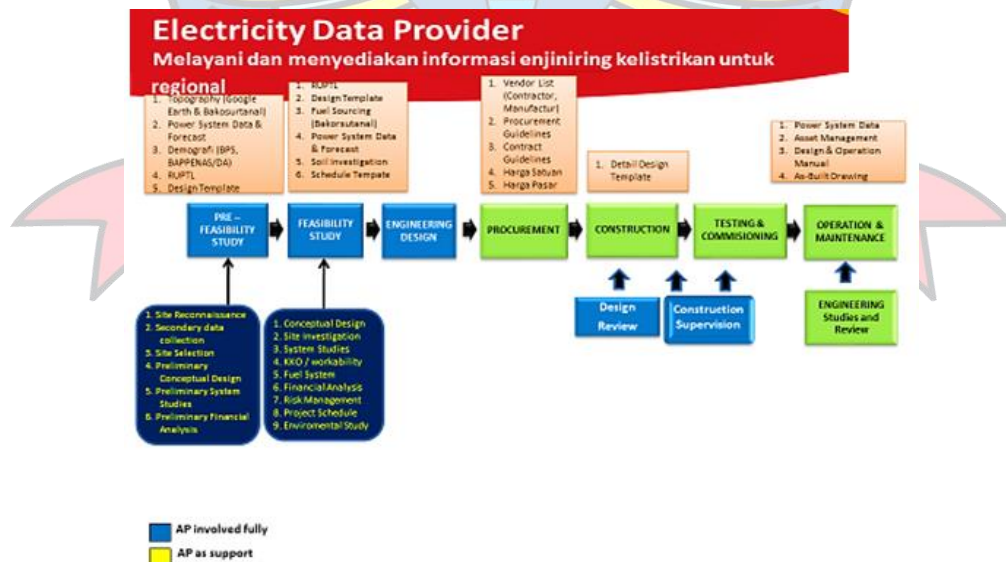 Electricity Data Provider
Melayani dan menyediakan informasi enjiniring kelistrikan untuk
regional
1. Topography (Google
Earth & Bakosurtanal)
2. Power System Data &
Forecast
3. Demografi (BPS,
BAPPENAS/DA)
4. RUPTL
5. Design Template
1. RUPTL
2. Design Template
3. Fuel Sourcing
(Bakorsutanal)
4. Power System Data
& Forecast
5. Soil Investigation
6. Schedule Tempate
1. Vendor List
(Contractor,
Manufactur)
2. Procurement
Guidelines
3. Contract
Guidelines
4. Harga Satuan
5. Harga Pasar
1. Detail Design
Template
1. Power System Data
2. Asset Management
3. Design & Operation
Manual
4. As-Built Drawing
PRE –
FEASIBILITY
STUDY
FEASIBILITY
STUDY
ENGINEERING
DESIGN
PROCUREMENT
CONSTRUCTION
TESTING &
COMMISIONING
OPERATION &
MAINTENANCE
Design
Review
Construction
Supervision
ENGINEERING
Studies and
Review
1. Site Reconnaissance
2. Secondary data
collection
3. Site Selection
4. Preliminary
Conceptual Design
5. Preliminary System
Studies
6. Preliminary Financial
Analysis
1. Conceptual Design
2. Site Investigation
3. System Studies
4. KKO / workability
5. Fuel System
6. Financial Analysis
7. Risk Management
8. Project Schedule
9. Enviromental Study
AP involved fully
AP as support